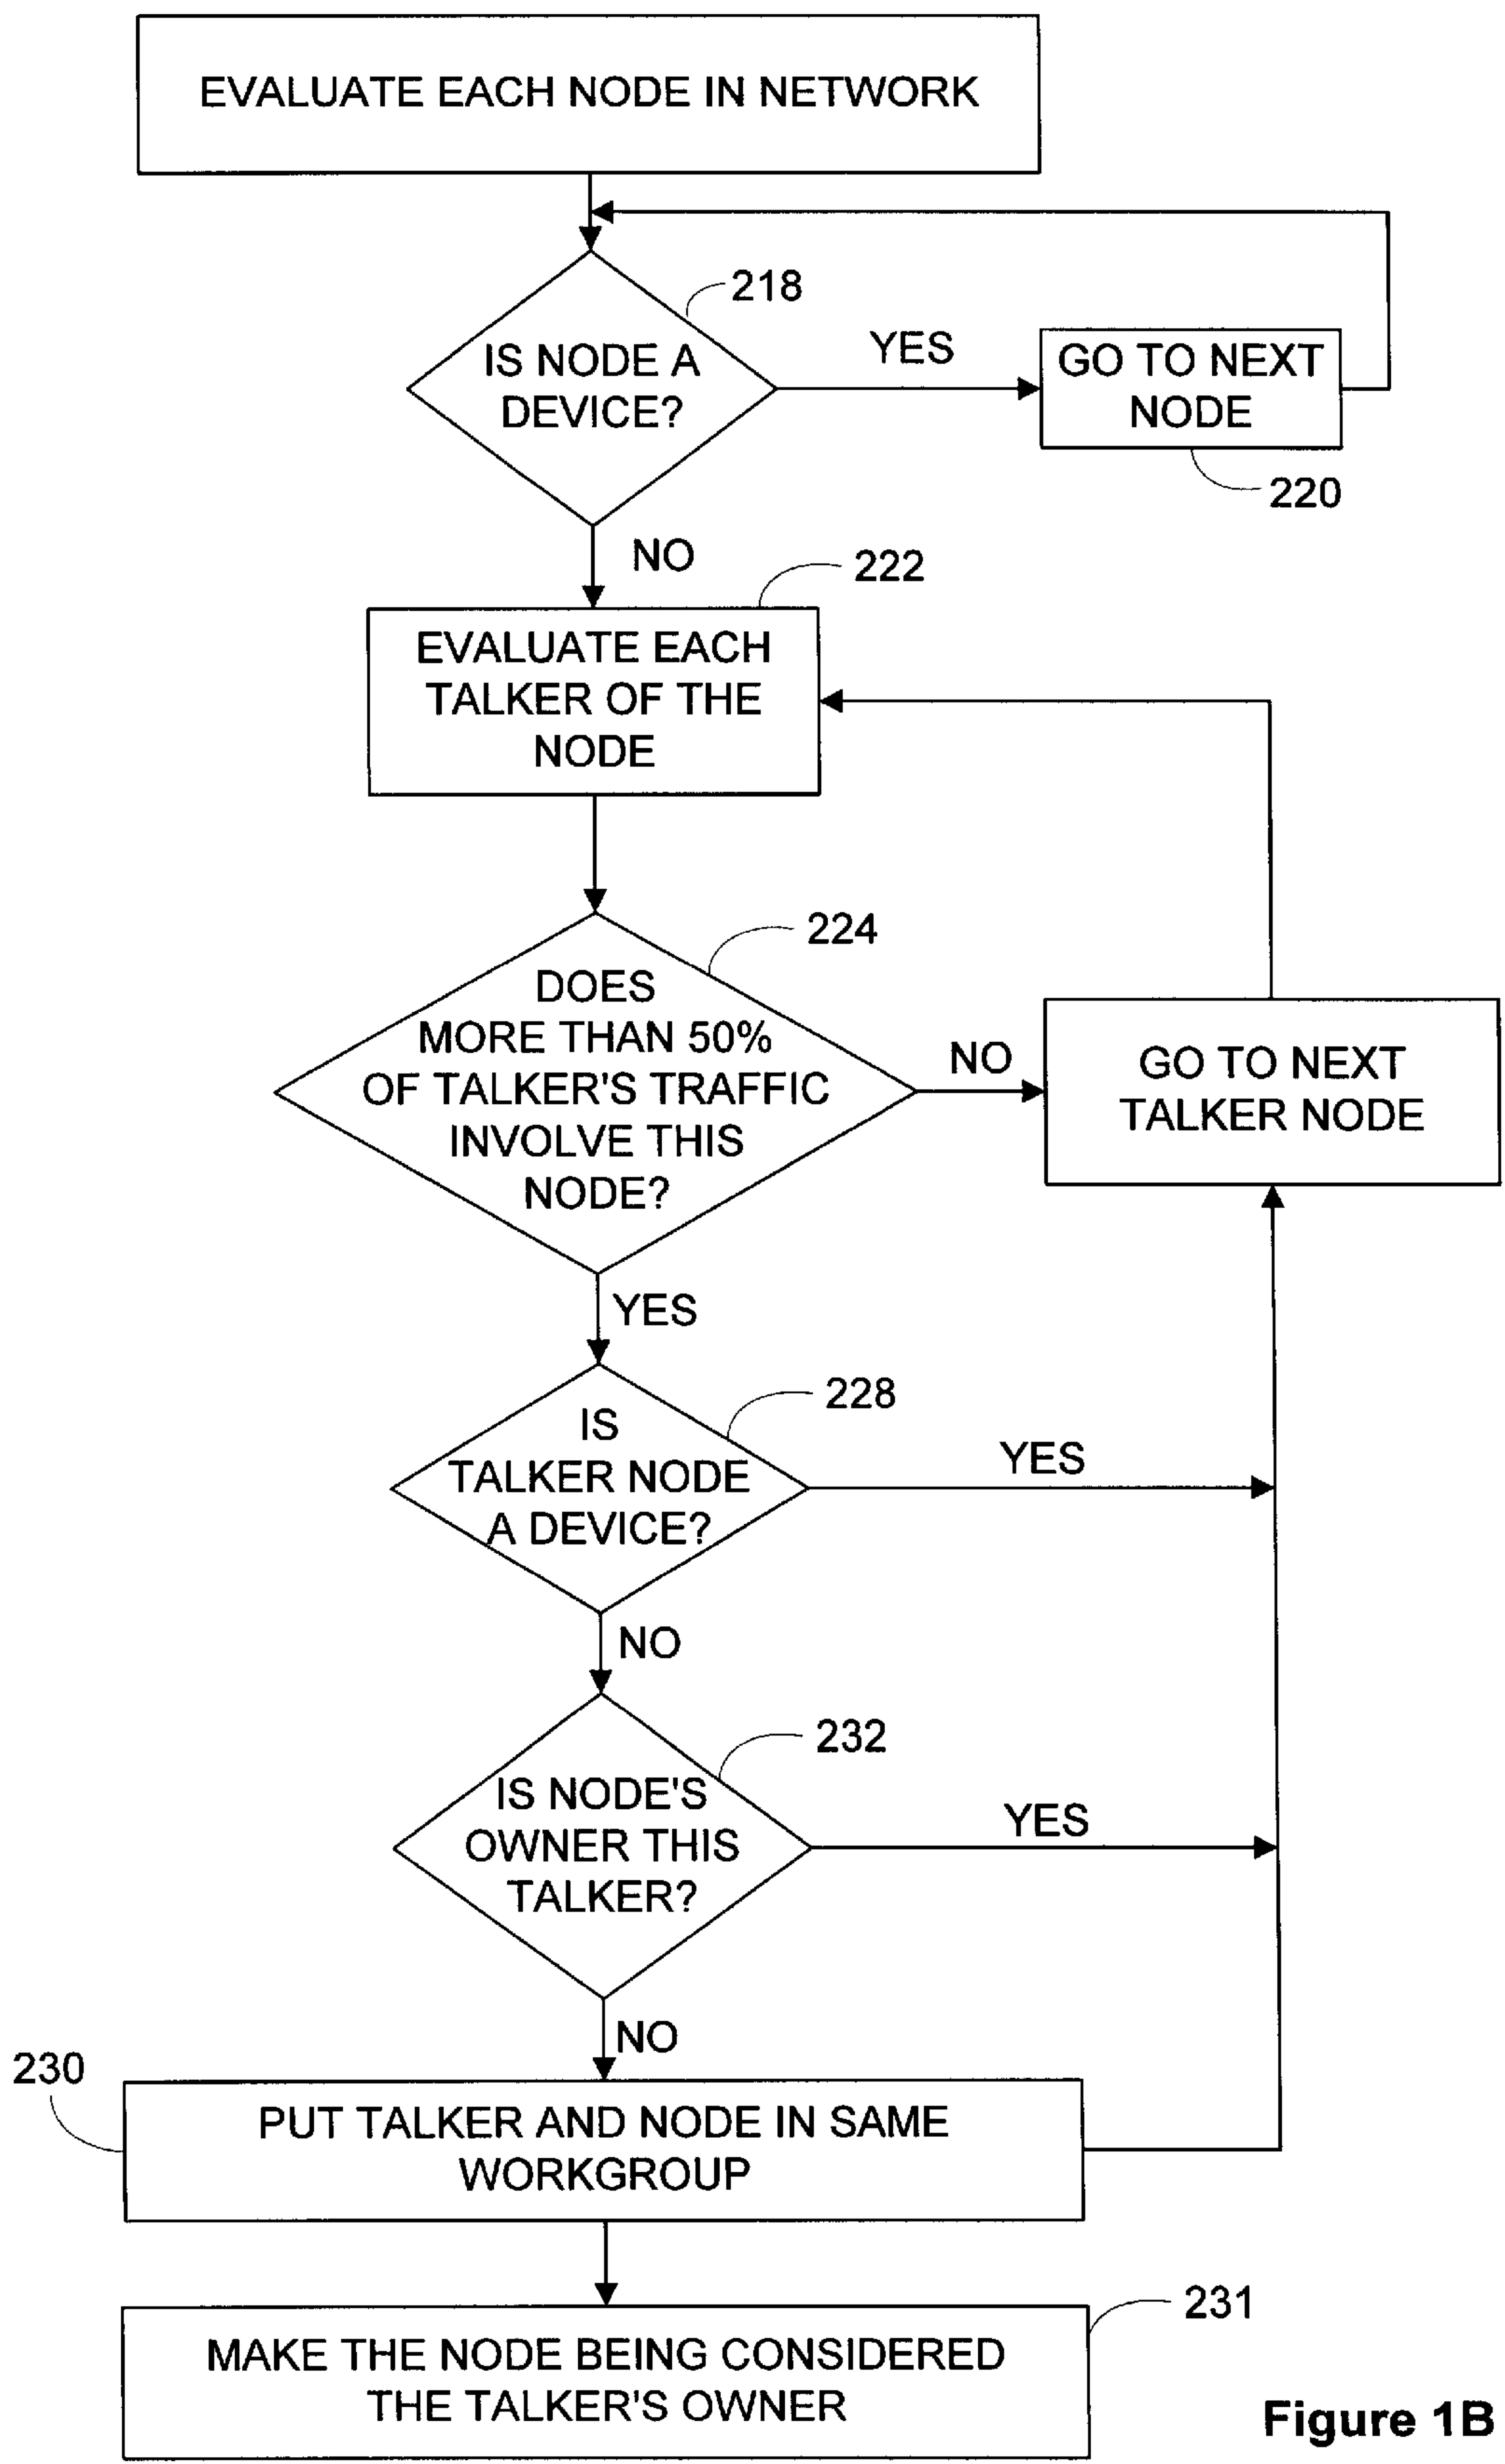 EVALUATE EACH NODE IN NETWORK
218
IS NODE A
DEVICE?
YES
GO TO NEXT
NODE
220
NO
222
EVALUATE EACH
TALKER OF THE
NODE
224
DOES
MORE THAN 50%
OF TALKER'S TRAFFIC
INVOLVE THIS
NODE?
NO
GO TO NEXT
TALKER NODE
YES
228
IS
TALKER NODE
A DEVICE?
YES
NO
232
IS NODE'S
OWNER THIS
TALKER?
YES
NO
230
PUT TALKER AND NODE IN SAME
WORKGROUP
231
MAKE THE NODE BEING CONSIDERED
THE TALKER'S OWNER
Figure 1B